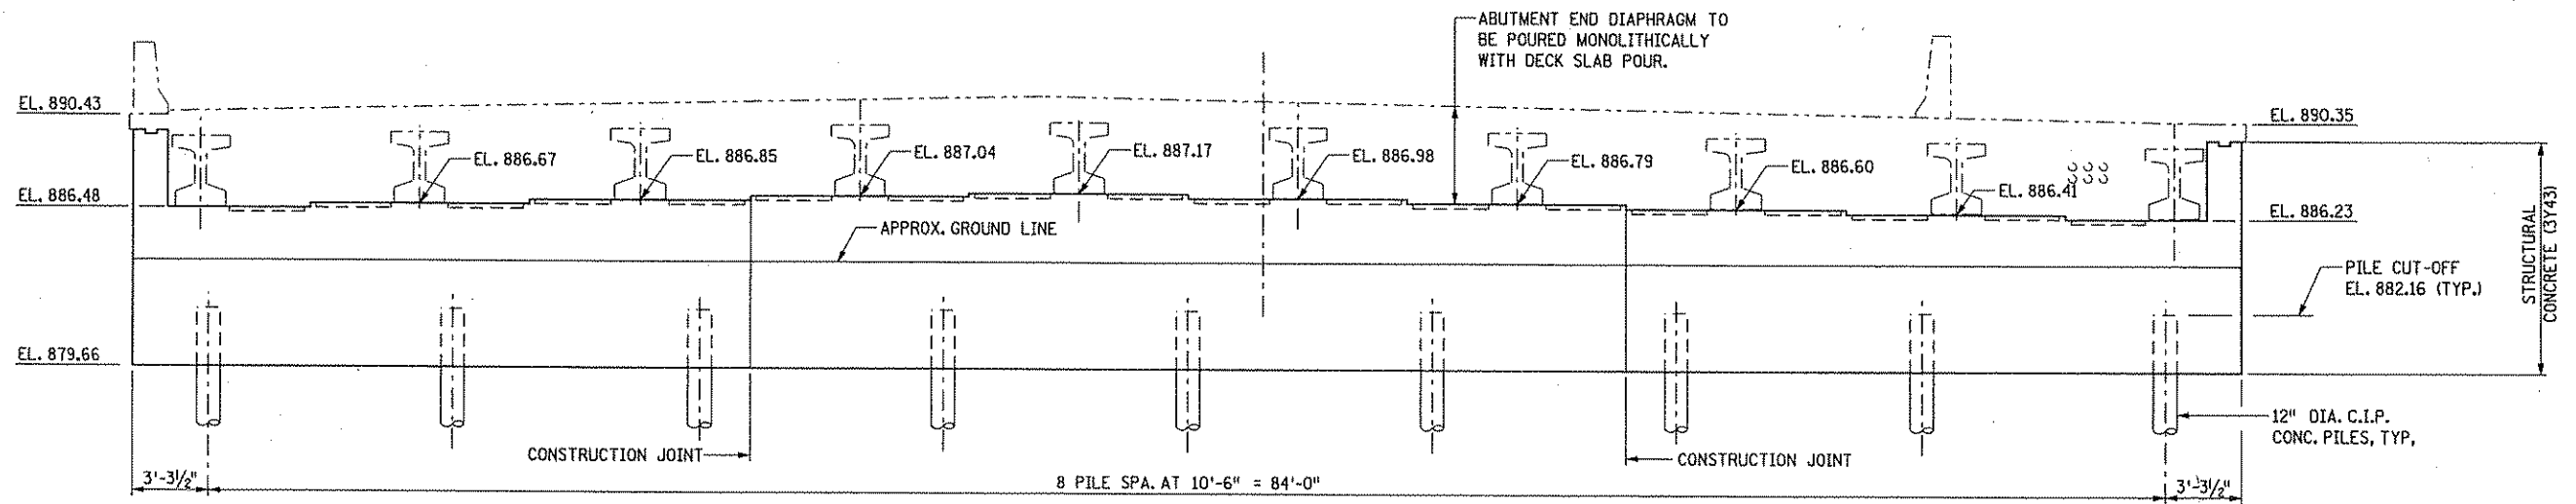 ABUTMENT END DIAPHRAGM TO
BE POURED MONOLITHICALLY
WITH DECK SLAB POUR.
EL. 890.43
EL. 890.35
EL. 886.67
EL. 886.85
EL. 887.04
EL. 887.17
EL. 886.98
EL. 886.79
EL. 886.60
EL. 886.41
EL. 886.48
EL. 886.23
APPROX. GROUND LINE
STRUCTURAL
CONCRETE (3Y43)
PILE CUT-OFF
EL. 882.16 (TYP.)
EL. 879.66
12" DIA. C.I.P.
CONC. PILES, TYP.
CONSTRUCTION JOINT
CONSTRUCTION JOINT
3'-3½"
8 PILE SPA. AT 10'-6" = 84'-0"
3'-3½"